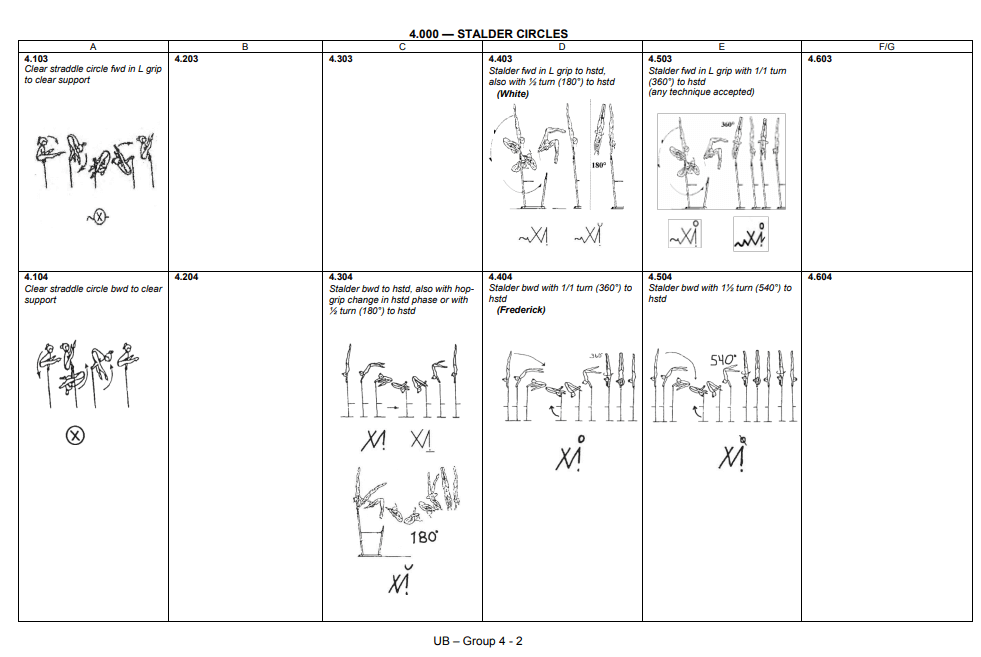 4.000 — STALDER CIRCLES
A B C D E F/G
4.103
Clear straddle circle fwd in L grip
to clear support
4.203
4.303
4.403
Stalder fwd in L grip to hstd,
also with ½ turn (180°) to hstd
(White)
180°
4.503
Stalder fwd in L grip with 1/1 turn
(360°) to hstd
(any technique accepted)
360°
4.603
4.104
Clear straddle circle bwd to clear
support
4.204
4.304
Stalder bwd to hstd, also with hop-
grip change in hstd phase or with
½ turn (180°) to hstd
180°
4.404
Stalder bwd with 1/1 turn (360°) to
hstd
(Frederick)
360°
4.504
Stalder bwd with 1½ turn (540°) to
hstd
540°
4.604
UB – Group 4 - 2